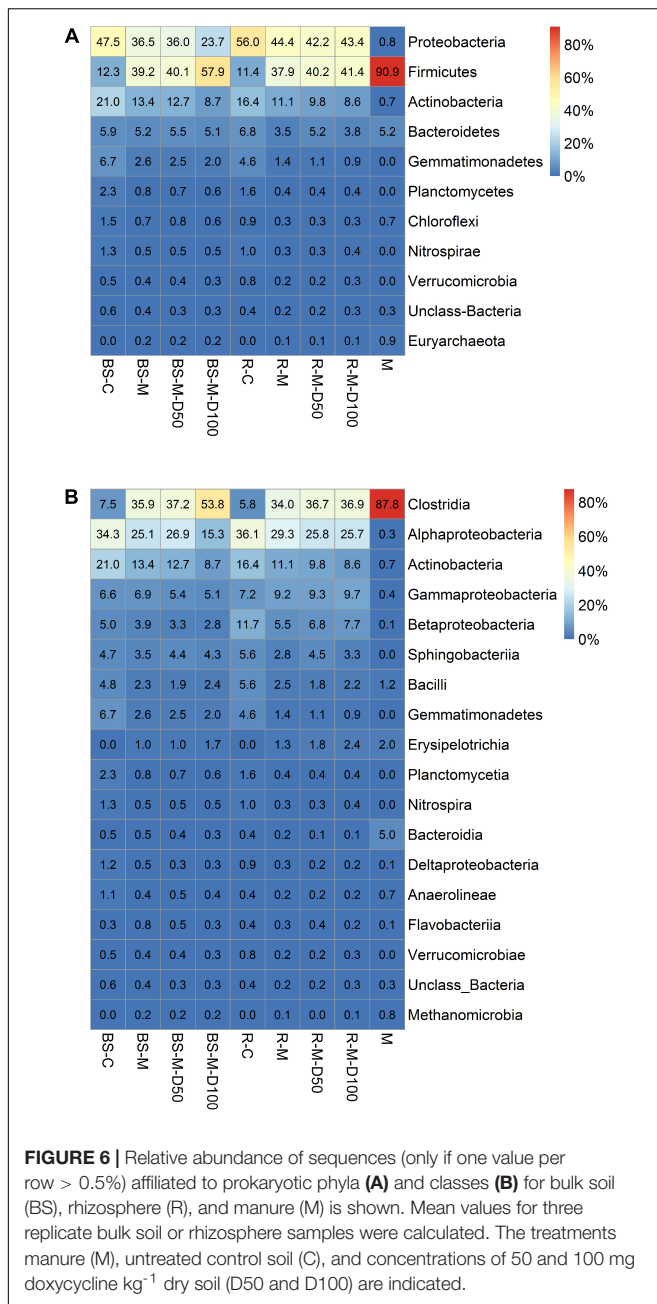 A
47.5 36.5 36.0 23.7 56.0 44.4 42.2 43.4 0.8 Proteobacteria
12.3 39.2 40.1 57.9 11.4 37.9 40.2 41.4 90.9 Firmicutes
21.0 13.4 12.7 8.7 16.4 11.1 9.8 8.6 0.7 Actinobacteria
5.9 5.2 5.5 5.1 6.8 3.5 5.2 3.8 5.2 Bacteroidetes
6.7 2.6 2.5 2.0 4.6 1.4 1.1 0.9 0.0 Gemmatimonadetes
2.3 0.8 0.7 0.6 1.6 0.4 0.4 0.4 0.0 Planctomycetes
1.5 0.7 0.8 0.6 0.9 0.3 0.3 0.3 0.7 Chloroflexi
1.3 0.5 0.5 0.5 1.0 0.3 0.3 0.4 0.0 Nitrospirae
0.5 0.4 0.4 0.3 0.8 0.2 0.2 0.3 0.0 Verrucomicrobia
0.6 0.4 0.3 0.3 0.4 0.2 0.2 0.3 0.3 Unclass-Bacteria
0.0 0.2 0.2 0.2 0.0 0.1 0.1 0.1 0.9 Euryarchaeota
BS-C BS-M BS-M-D50 BS-M-D100 R-C R-M R-M-D50 R-M-D100 M
80%
60%
40%
20%
0%
B
7.5 35.9 37.2 53.8 5.8 34.0 36.7 36.9 87.8 Clostridia
34.3 25.1 26.9 15.3 36.1 29.3 25.8 25.7 0.3 Alphaproteobacteria
21.0 13.4 12.7 8.7 16.4 11.1 9.8 8.6 0.7 Actinobacteria
6.6 6.9 5.4 5.1 7.2 9.2 9.3 9.7 0.4 Gammaproteobacteria
5.0 3.9 3.3 2.8 11.7 5.5 6.8 7.7 0.1 Betaproteobacteria
4.7 3.5 4.4 4.3 5.6 2.8 4.5 3.3 0.0 Sphingobacteriia
4.8 2.3 1.9 2.4 5.6 2.5 1.8 2.2 1.2 Bacilli
6.7 2.6 2.5 2.0 4.6 1.4 1.1 0.9 0.0 Gemmatimonadetes
0.0 1.0 1.0 1.7 0.0 1.3 1.8 2.4 2.0 Erysipelotrichia
2.3 0.8 0.7 0.6 1.6 0.4 0.4 0.4 0.0 Planctomycetia
1.3 0.5 0.5 0.5 1.0 0.3 0.3 0.4 0.0 Nitrospira
0.5 0.5 0.4 0.3 0.4 0.2 0.1 0.1 5.0 Bacteroidia
1.2 0.5 0.3 0.3 0.9 0.3 0.2 0.2 0.1 Deltaproteobacteria
1.1 0.4 0.5 0.4 0.4 0.2 0.2 0.2 0.7 Anaerolineae
0.3 0.8 0.5 0.3 0.4 0.3 0.4 0.2 0.1 Flavobacteriia
0.5 0.4 0.4 0.3 0.8 0.2 0.2 0.3 0.0 Verrucomicrobiae
0.6 0.4 0.3 0.3 0.4 0.2 0.2 0.3 0.3 Unclass_Bacteria
0.0 0.2 0.2 0.2 0.0 0.1 0.0 0.1 0.8 Methanomicrobia
BS-C BS-M BS-M-D50 BS-M-D100 R-C R-M R-M-D50 R-M-D100 M
80%
60%
40%
20%
0%
FIGURE 6 | Relative abundance of sequences (only if one value per
row > 0.5%) affiliated to prokaryotic phyla (A) and classes (B) for bulk soil
(BS), rhizosphere (R), and manure (M) is shown. Mean values for three
replicate bulk soil or rhizosphere samples were calculated. The treatments
manure (M), untreated control soil (C), and concentrations of 50 and 100 mg
doxycycline kg⁻¹ dry soil (D50 and D100) are indicated.